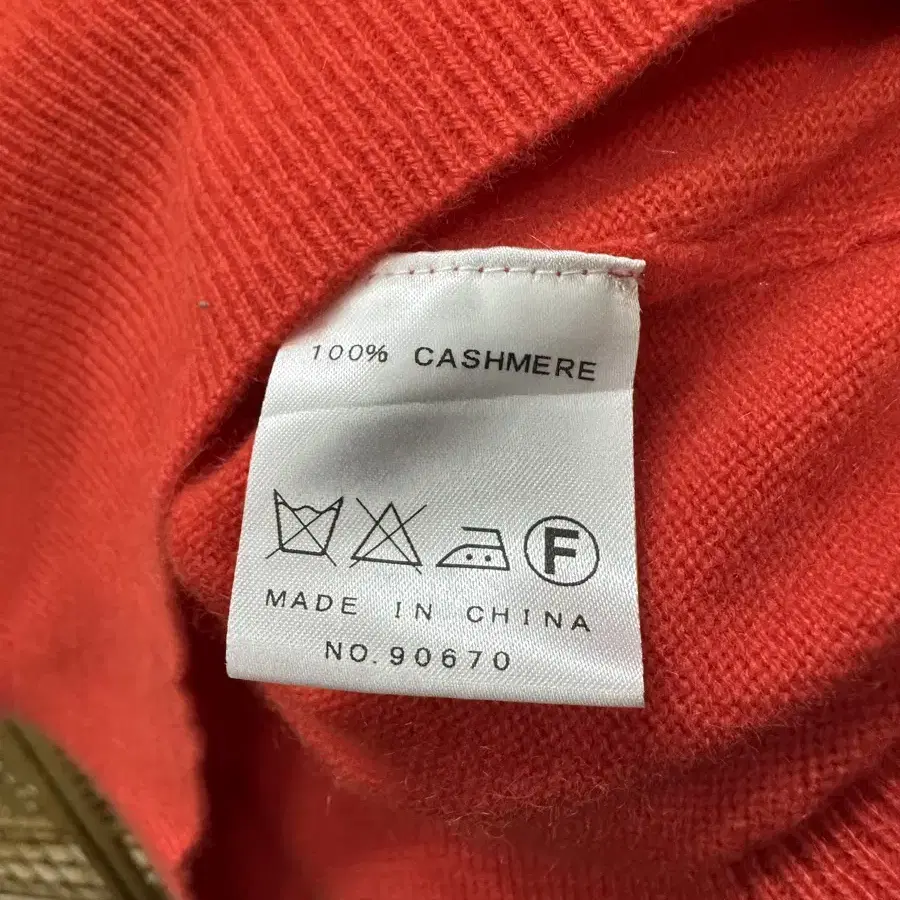 100% CASHMERE
F
MADE IN CHINA
NO. 90670